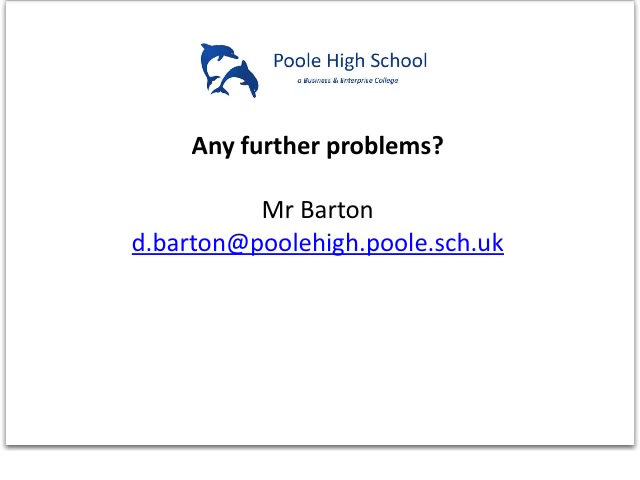 Poole High School
a Business & Enterprise College
Any further problems?
Mr Barton
d.barton@poolehigh.poole.sch.uk